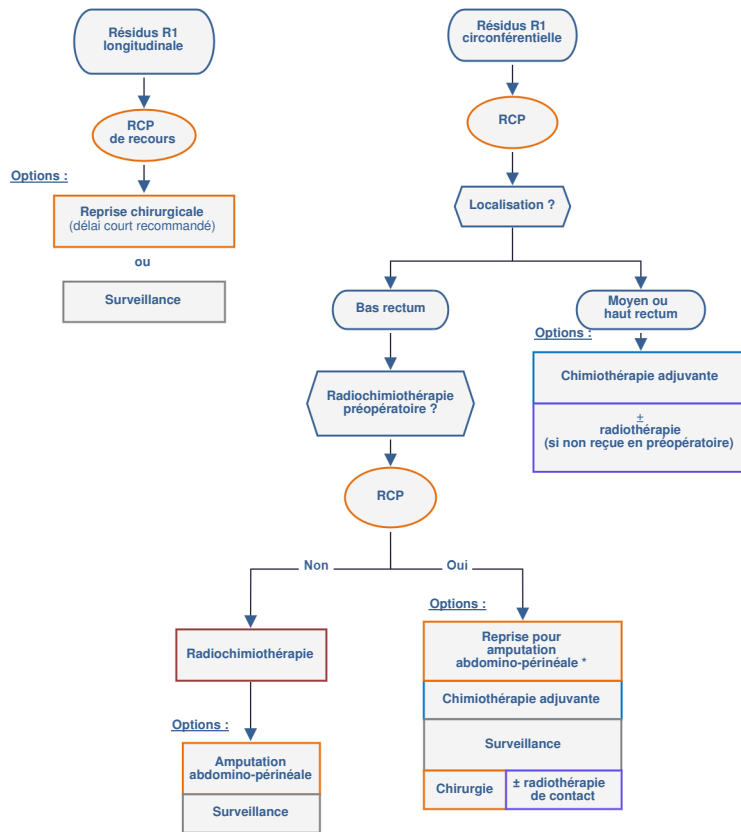 Résidus R1
longitudinale
RCP
de recours
Options :
Reprise chirurgicale
(délai court recommandé)
ou
Surveillance
Résidus R1
circonférentielle
RCP
Localisation ?
Bas rectum
Moyen ou
haut rectum
Options :
Chimiothérapie adjuvante
±
radiothérapie
(si non reçue en préopératoire)
Radiochimiothérapie
préopératoire ?
RCP
Non
Oui
Radiochimiothérapie
Options :
Amputation
abdomino-périnéale
Surveillance
Options :
Reprise pour
amputation
abdomino-périnéale *
Chimiothérapie adjuvante
Surveillance
Chirurgie
± radiothérapie
de contact